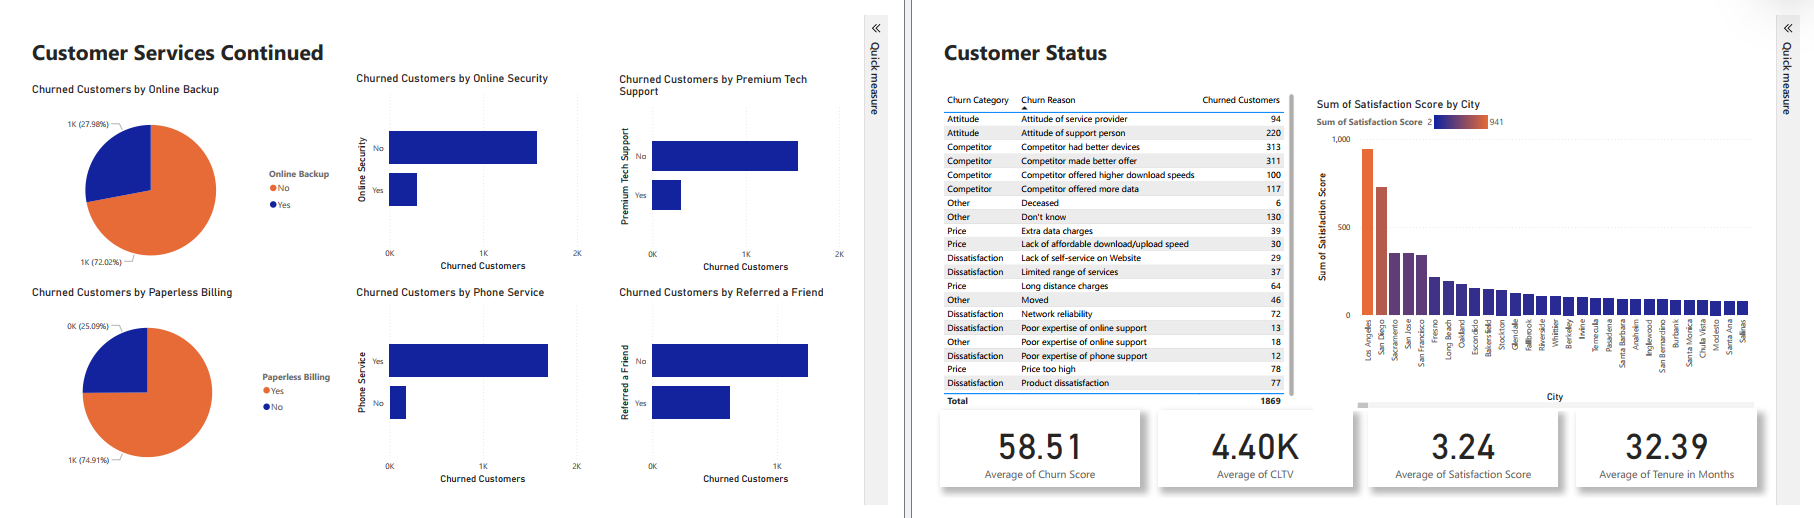 Customer Services Continued
Churned Customers by Online Backup
1K (27.98%)
1K (72.02%)
Online Backup
No
Yes
Churned Customers by Online Security
Online Security
No
Yes
0K 1K 2K
Churned Customers
Churned Customers by Premium Tech
Support
Premium Tech Support
No
Yes
0K 1K 2K
Churned Customers
Churned Customers by Paperless Billing
0K (25.09%)
1K (74.91%)
Paperless Billing
Yes
No
Churned Customers by Phone Service
Phone Service
Yes
No
0K 1K 2K
Churned Customers
Churned Customers by Referred a Friend
Referred a Friend
No
Yes
0K 1K
Churned Customers
Quick measure
Customer Status
Churn Category Churn Reason Churned Customers
Attitude Attitude of service provider 94
Attitude Attitude of support person 220
Competitor Competitor had better devices 313
Competitor Competitor made better offer 311
Competitor Competitor offered higher download speeds 100
Competitor Competitor offered more data 117
Other Deceased 6
Other Don't know 130
Price Extra data charges 39
Price Lack of affordable download/upload speed 30
Dissatisfaction Lack of self-service on Website 29
Dissatisfaction Limited range of services 37
Price Long distance charges 64
Other Moved 46
Dissatisfaction Network reliability 72
Dissatisfaction Poor expertise of online support 13
Other Poor expertise of online support 18
Dissatisfaction Poor expertise of phone support 12
Price Price too high 78
Dissatisfaction Product dissatisfaction 77
Total 1869
Sum of Satisfaction Score by City
Sum of Satisfaction Score 2 941
Sum of Satisfaction Score
1,000
500
0
Los Angeles
San Diego
Sacramento
San Jose
San Francisco
Fresno
Long Beach
Oakland
Escondido
Bakersfield
Stockton
Glendale
Fallbrook
Riverside
Whittier
Berkeley
Irvine
Temecula
Pasadena
Santa Barbara
Anaheim
Inglewood
San Bernardino
Burbank
Santa Monica
Chula Vista
Modesto
Santa Ana
Salinas
City
58.51
Average of Churn Score
4.40K
Average of CLTV
3.24
Average of Satisfaction Score
32.39
Average of Tenure in Months
Quick measure